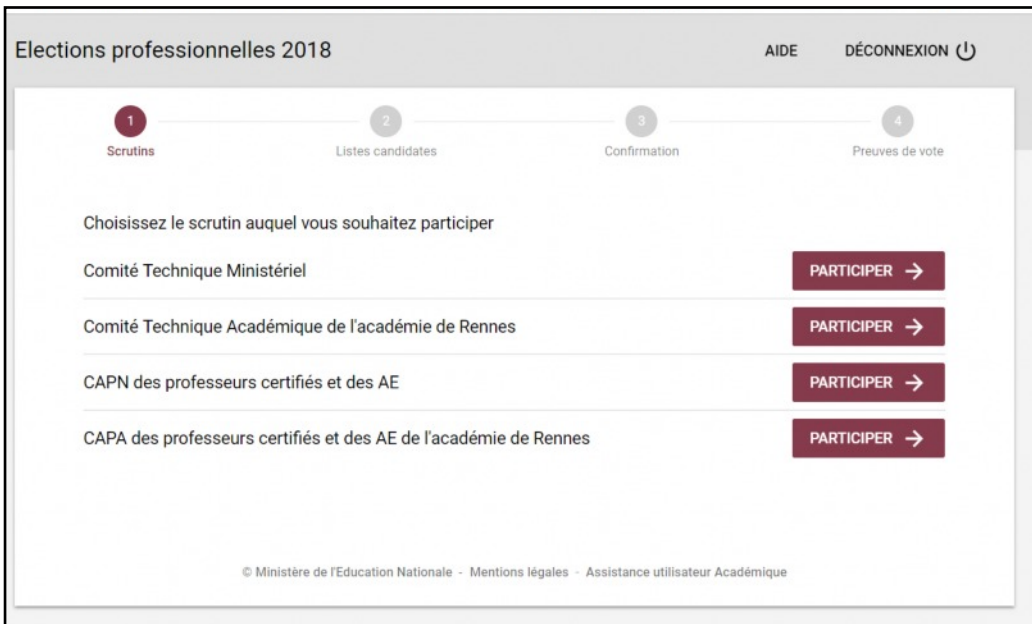 Elections professionnelles 2018
AIDE
DÉCONNEXION
1
2
3
4
Scrutins
Listes candidates
Confirmation
Preuves de vote
Choisissez le scrutin auquel vous souhaitez participer
Comité Technique Ministériel
PARTICIPER →
Comité Technique Académique de l'académie de Rennes
PARTICIPER →
CAPN des professeurs certifiés et des AE
PARTICIPER →
CAPA des professeurs certifiés et des AE de l'académie de Rennes
PARTICIPER →
© Ministère de l'Education Nationale - Mentions légales - Assistance utilisateur Académique